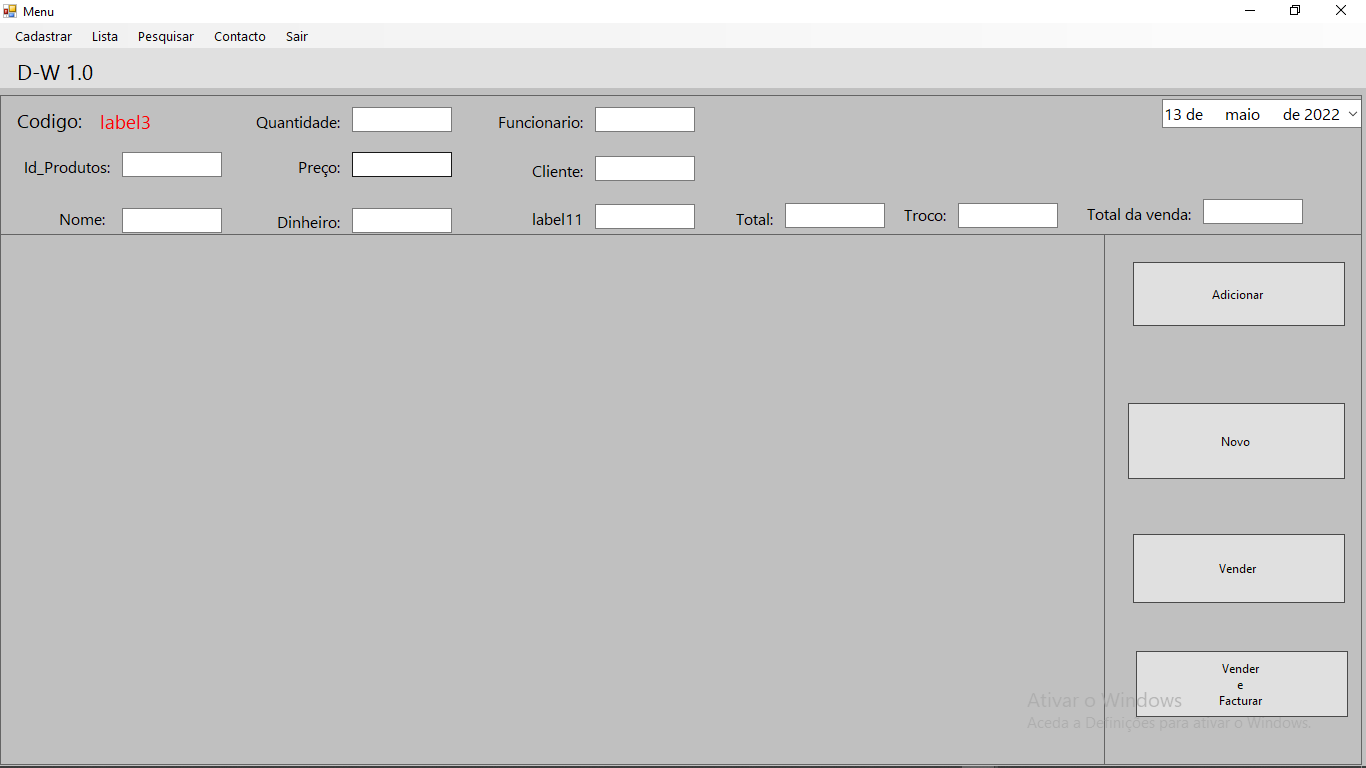 Menu
Cadastrar Lista Pesquisar Contacto Sair
D-W 1.0
Codigo: label3 Quantidade: Funcionario: 13 de maio de 2022
Id_Produtos: Preço: Cliente:
Nome: Dinheiro: label11 Total: Troco: Total da venda:
Adicionar
Novo
Vender
Vender
e
Facturar
Ativar o Windows
Aceda a Definições para ativar o Windows.